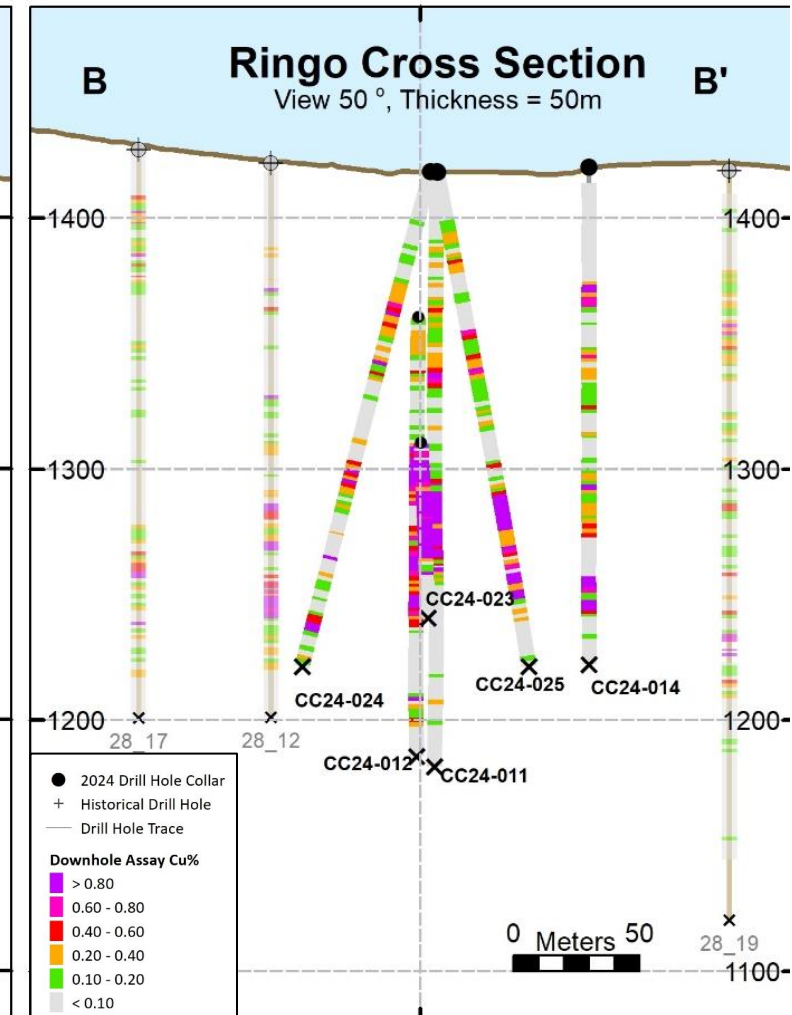 Ringo Cross Section
B
B'
View 50 °, Thickness = 50m
1400
1400
1300
1300
CC24-023
CC24-025
CC24-014
CC24-024
1200
1200
28_17
28_12
CC24-012
CC24-011
2024 Drill Hole Collar
Historical Drill Hole
Drill Hole Trace
Downhole Assay Cu%
> 0.80
0.60 - 0.80
0.40 - 0.60
0.20 - 0.40
0.10 - 0.20
< 0.10
0 Meters 50
28_19
1100